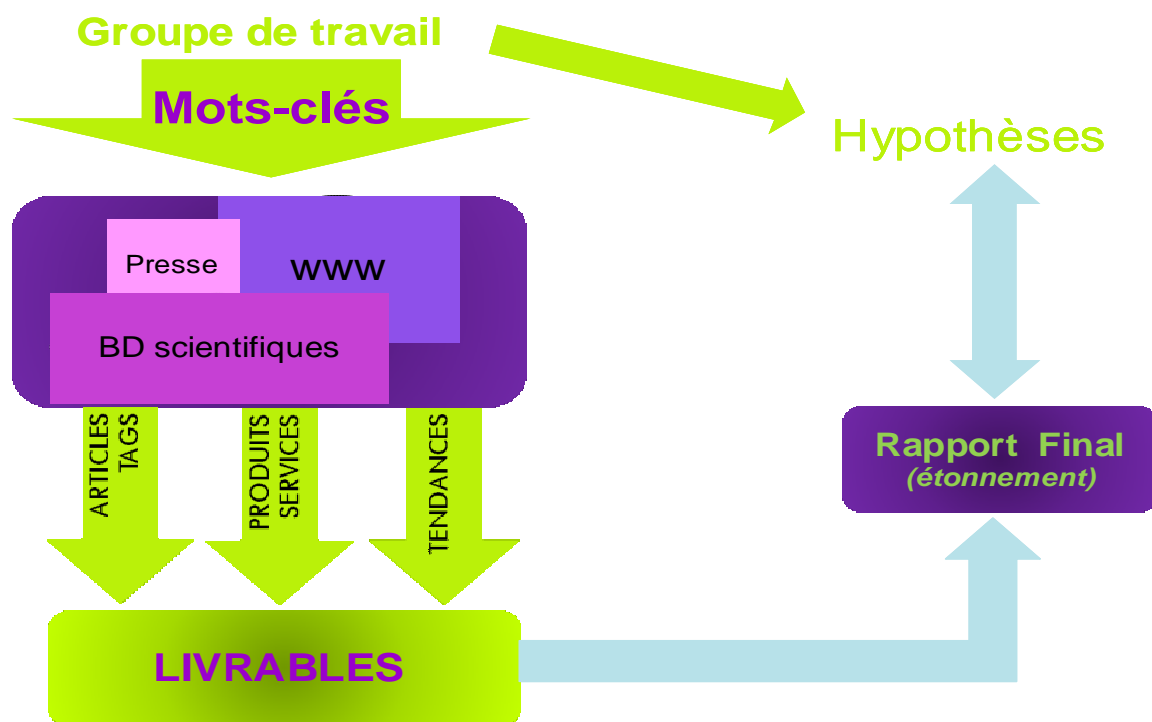 Groupe de travail
Mots-clés
Hypothèses
Presse
www
BD scientifiques
ARTICLES
TAGS
PRODUITS
SERVICES
TENDANCES
Rapport Final
(étonnement)
LIVRABLES